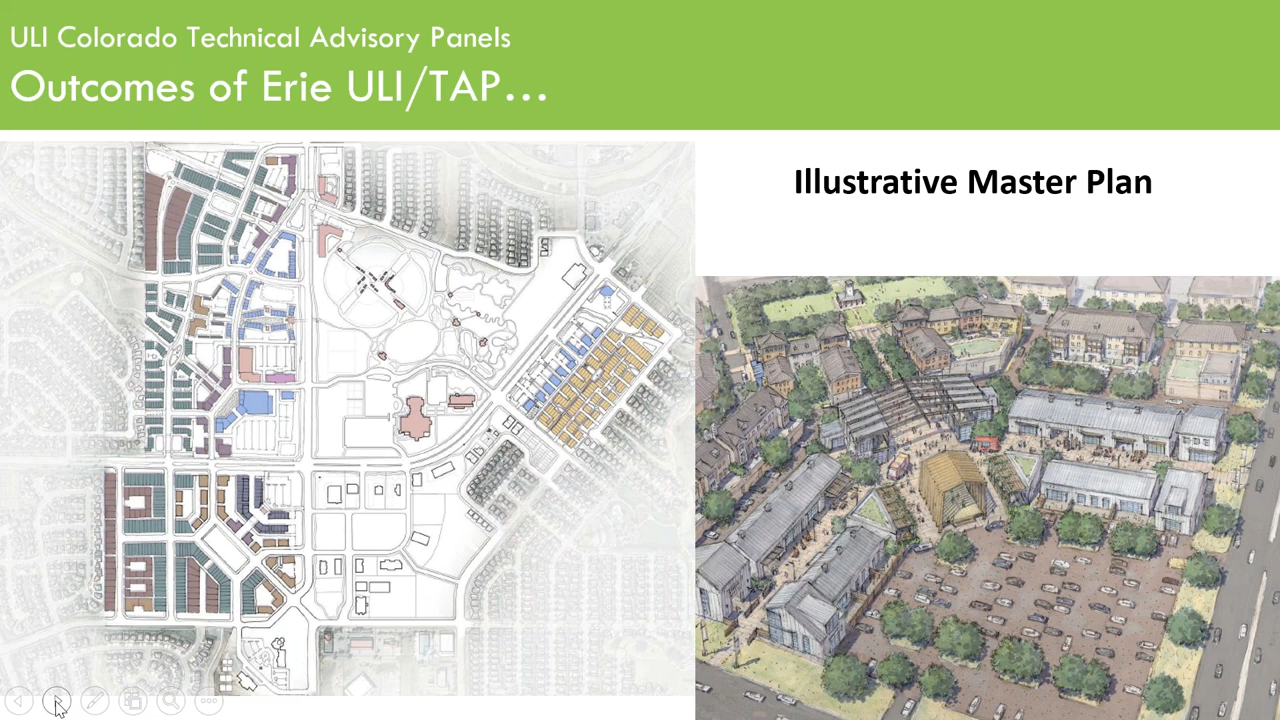 ULI Colorado Technical Advisory Panels
Outcomes of Erie ULI/TAP…
Illustrative Master Plan